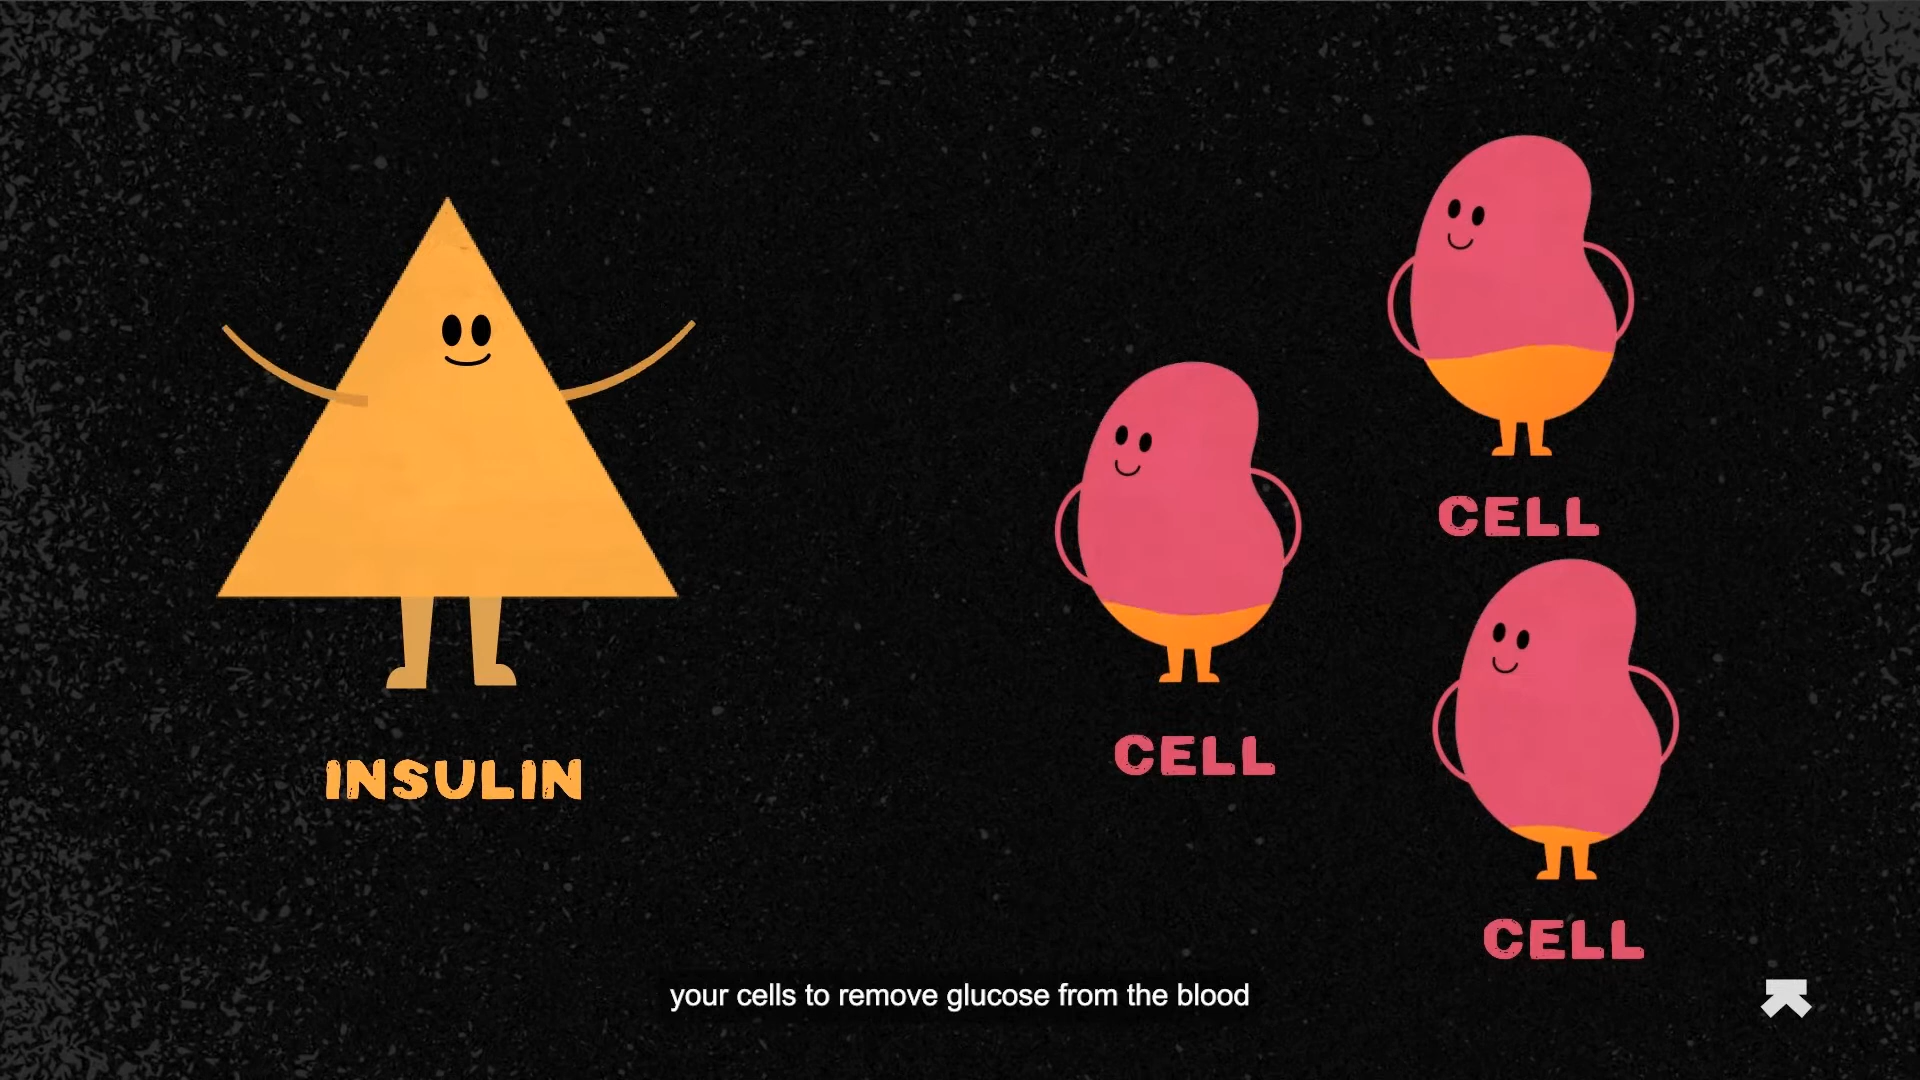 INSULIN
CELL
CELL
CELL
your cells to remove glucose from the blood